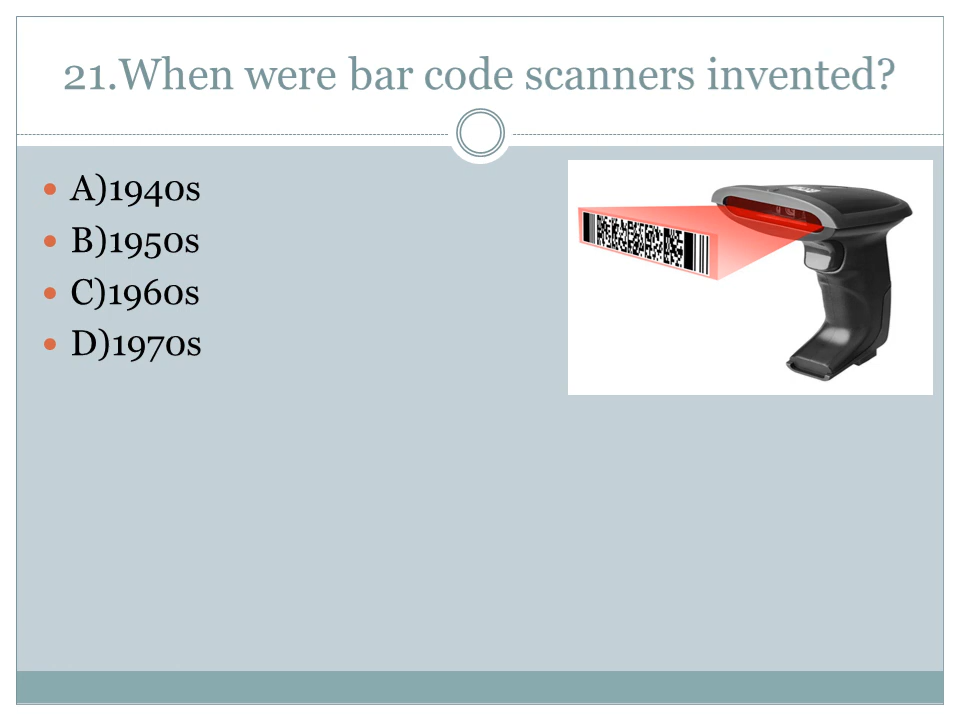 21.When were bar code scanners invented?
A)1940s
B)1950s
C)1960s
D)1970s